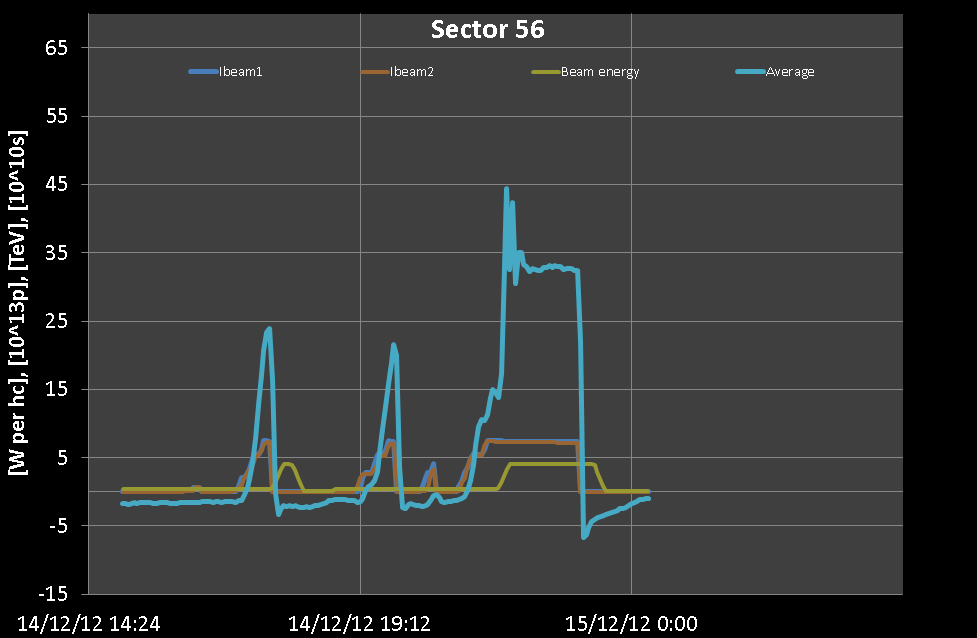 Sector 56
Ibeam1 Ibeam2 Beam energy Average
[W per hc], [10^13p], [TeV], [10^10s]
65
55
45
35
25
15
5
-5
-15
14/12/12 14:24 14/12/12 19:12 15/12/12 0:00